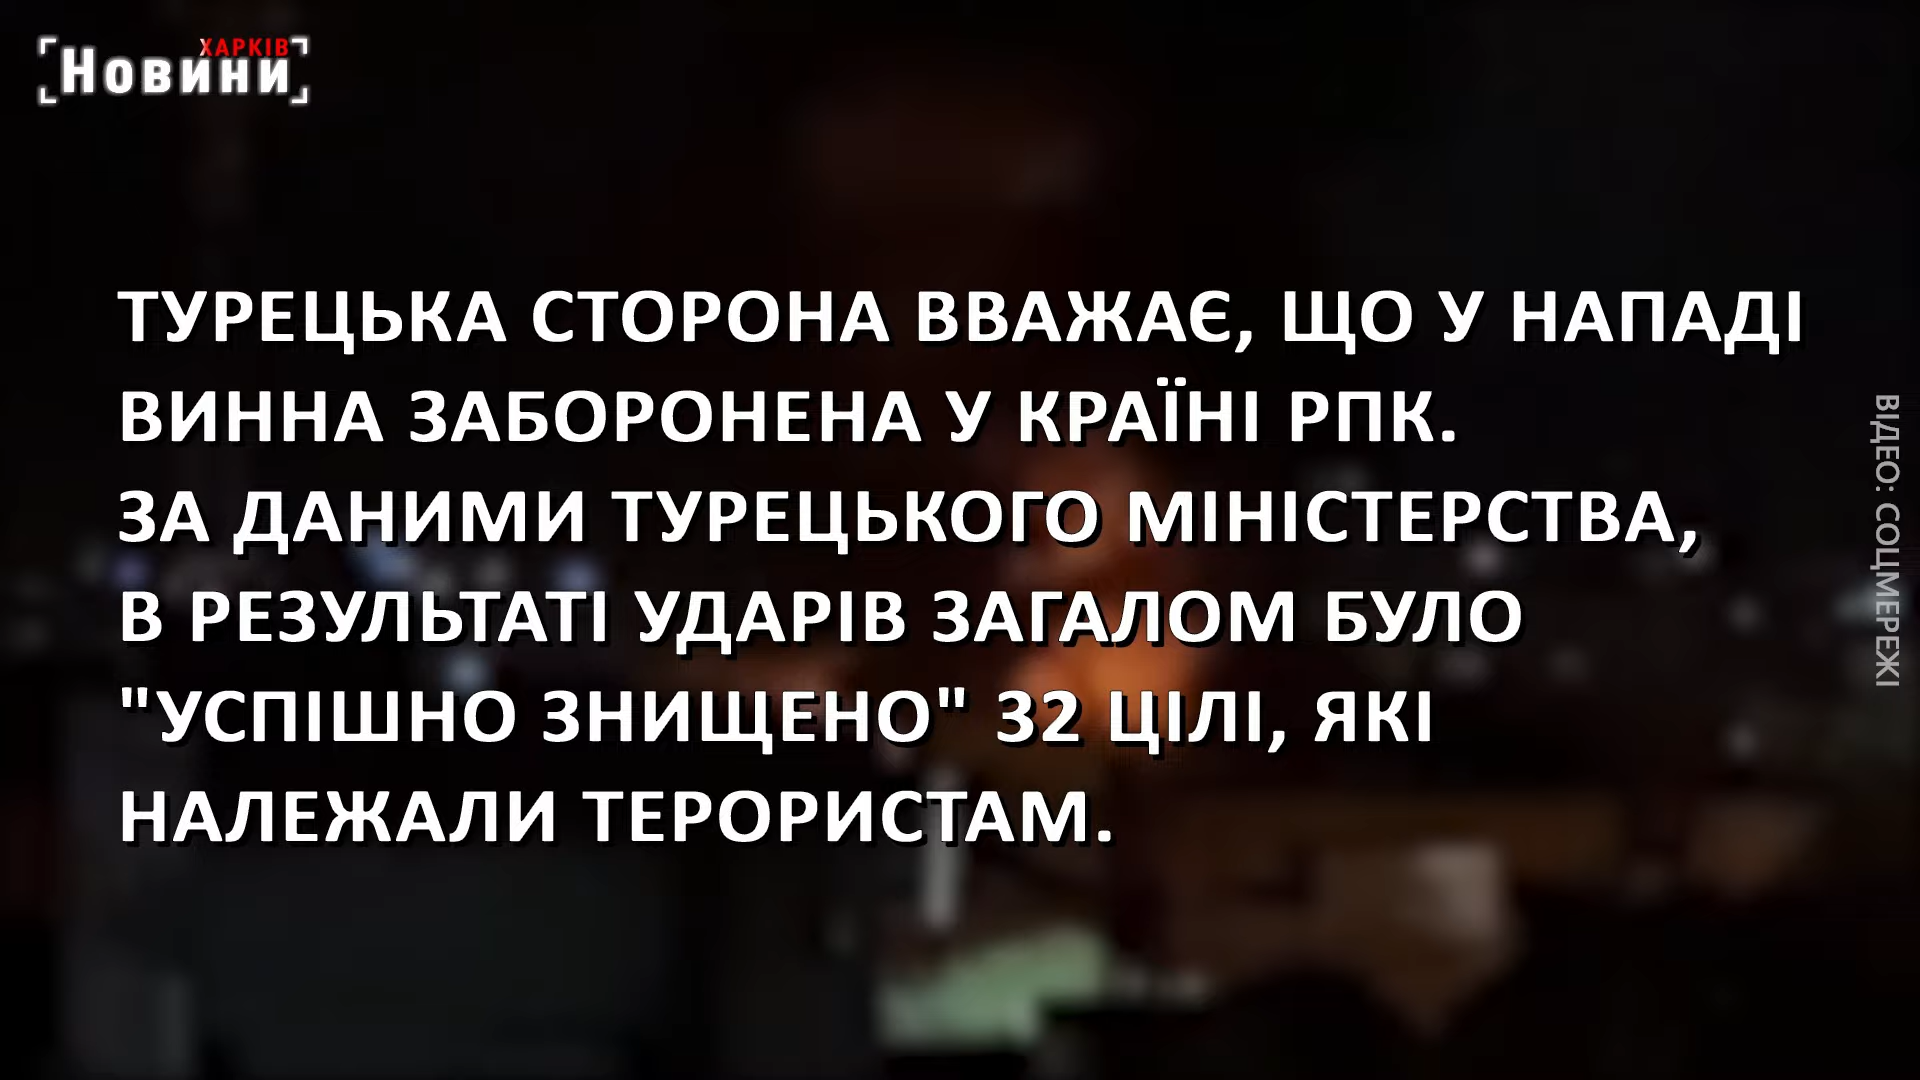 ХАРКІВ
Новини
ТУРЕЦЬКА СТОРОНА ВВАЖАЄ, ЩО У НАПАДІ
ВИННА ЗАБОРОНЕНА У КРАЇНІ РПК.
ЗА ДАНИМИ ТУРЕЦЬКОГО МІНІСТЕРСТВА,
В РЕЗУЛЬТАТІ УДАРІВ ЗАГАЛОМ БУЛО
"УСПІШНО ЗНИЩЕНО" 32 ЦІЛІ, ЯКІ
НАЛЕЖАЛИ ТЕРОРИСТАМ.
ВІДЕО: СОЦМЕРЕЖІ